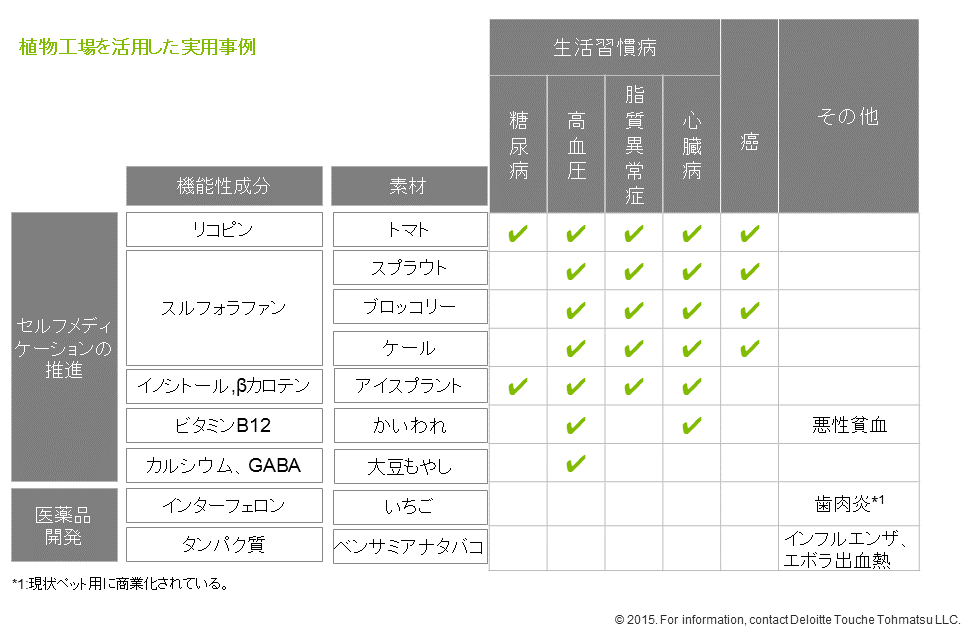 植物工場を活用した実用事例
生活習慣病
糖尿病
高血圧
脂質異常症
心臓病
癌
その他
機能性成分
素材
セルフメディ
ケーションの
推進
リコピン
トマト
✔ ✔ ✔ ✔ ✔
スルフォラファン
スプラウト
✔ ✔ ✔ ✔
ブロッコリー
✔ ✔ ✔ ✔
ケール
✔ ✔ ✔ ✔
イノシトール,βカロテン
アイスプラント
✔ ✔ ✔ ✔
ビタミンB12
かいわれ
✔ ✔
悪性貧血
カルシウム、GABA
大豆もやし
✔
医薬品
開発
インターフェロン
いちご
歯肉炎*1
タンパク質
ベンサミアナタバコ
インフルエンザ、
エボラ出血熱
*1:現状ペット用に商業化されている。
© 2015. For information, contact Deloitte Touche Tohmatsu LLC.